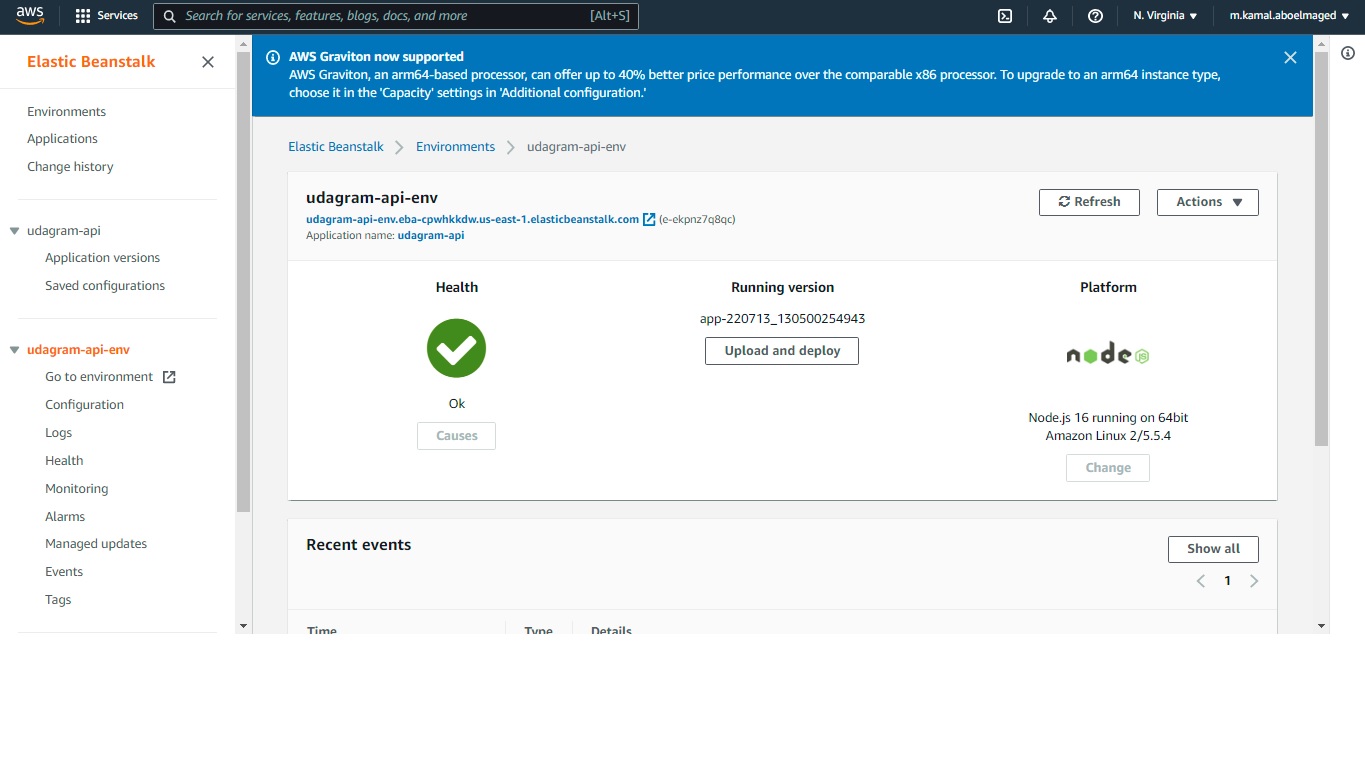 aws
Services
Search for services, features, blogs, docs, and more
[Alt+S]
N. Virginia
m.kamal.aboelmaged
Elastic Beanstalk
Environments
Applications
Change history
udagram-api
Application versions
Saved configurations
udagram-api-env
Go to environment
Configuration
Logs
Health
Monitoring
Alarms
Managed updates
Events
Tags
AWS Graviton now supported
AWS Graviton, an arm64-based processor, can offer up to 40% better price performance over the comparable x86 processor. To upgrade to an arm64 instance type,
choose it in the 'Capacity' settings in 'Additional configuration.'
Elastic Beanstalk
Environments
udagram-api-env
udagram-api-env
udagram-api-env.eba-cpwhkkdw.us-east-1.elasticbeanstalk.com (e-ekpnz7q8qc)
Application name: udagram-api
Refresh
Actions
Health
Ok
Causes
Running version
app-220713_130500254943
Upload and deploy
Platform
node JS
Node.js 16 running on 64bit
Amazon Linux 2/5.5.4
Change
Recent events
Show all
1
Time
Type
Details